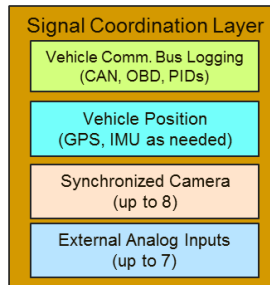 Signal Coordination Layer
Vehicle Comm. Bus Logging
(CAN, OBD, PIDs)
Vehicle Position
(GPS, IMU as needed)
Synchronized Camera
(up to 8)
External Analog Inputs
(up to 7)